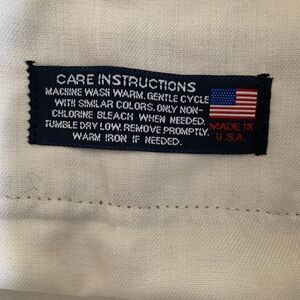 CARE INSTRUCTIONS
MACHINE WASH WARM, GENTLE CYCLE
WITH SIMILAR COLORS. ONLY NON-
CHLORINE BLEACH WHEN NEEDED.
TUMBLE DRY LOW. REMOVE PROMPTLY.
WARM IRON IF NEEDED.
MADE IN
U.S.A.